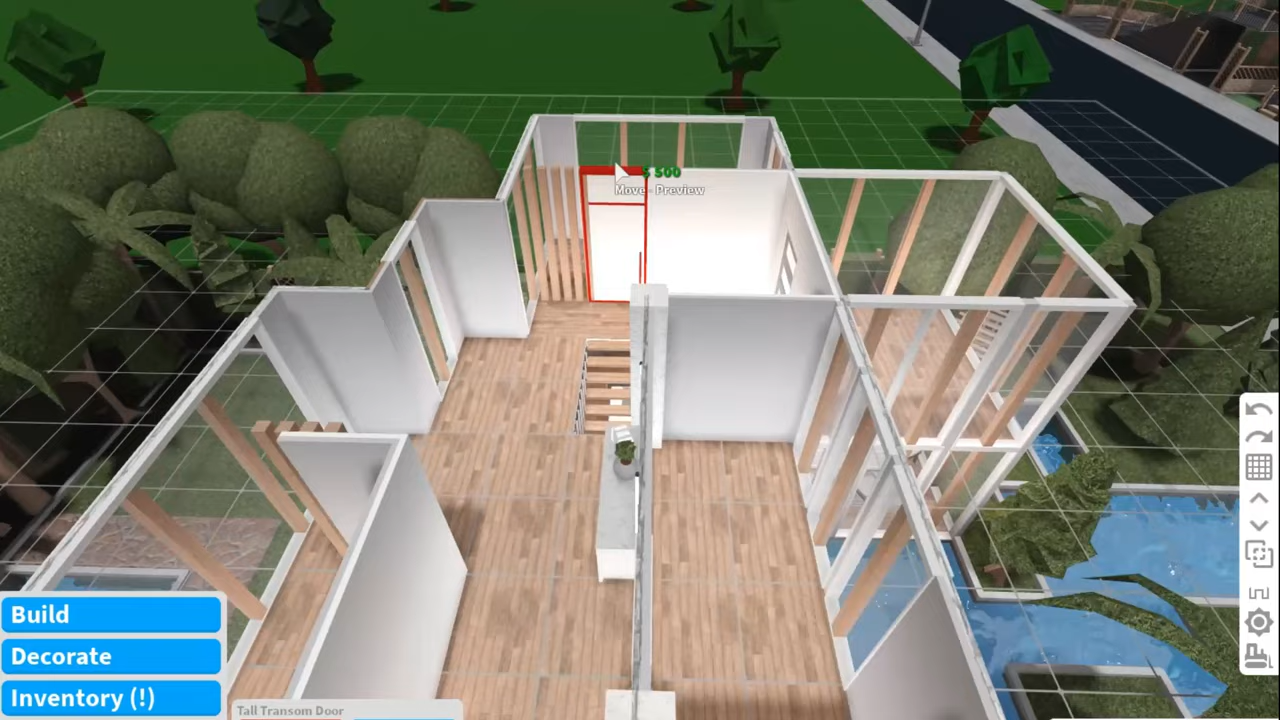 $ 500
Move - Preview
Build
Decorate
Inventory (!)
Tall Transom Door